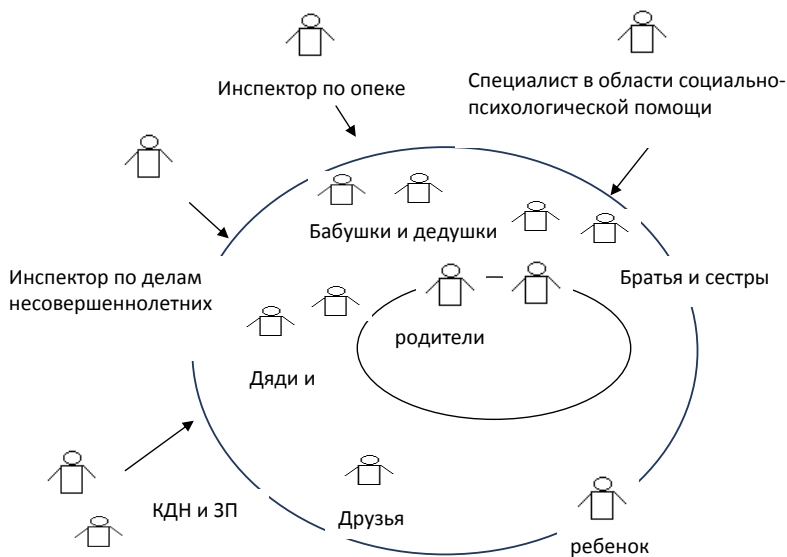 Инспектор по опеке
Специалист в области социально-
психологической помощи
Бабушки и дедушки
Инспектор по делам
несовершеннолетних
Братья и сестры
родители
Дяди и
КДН и ЗП
Друзья
ребенок